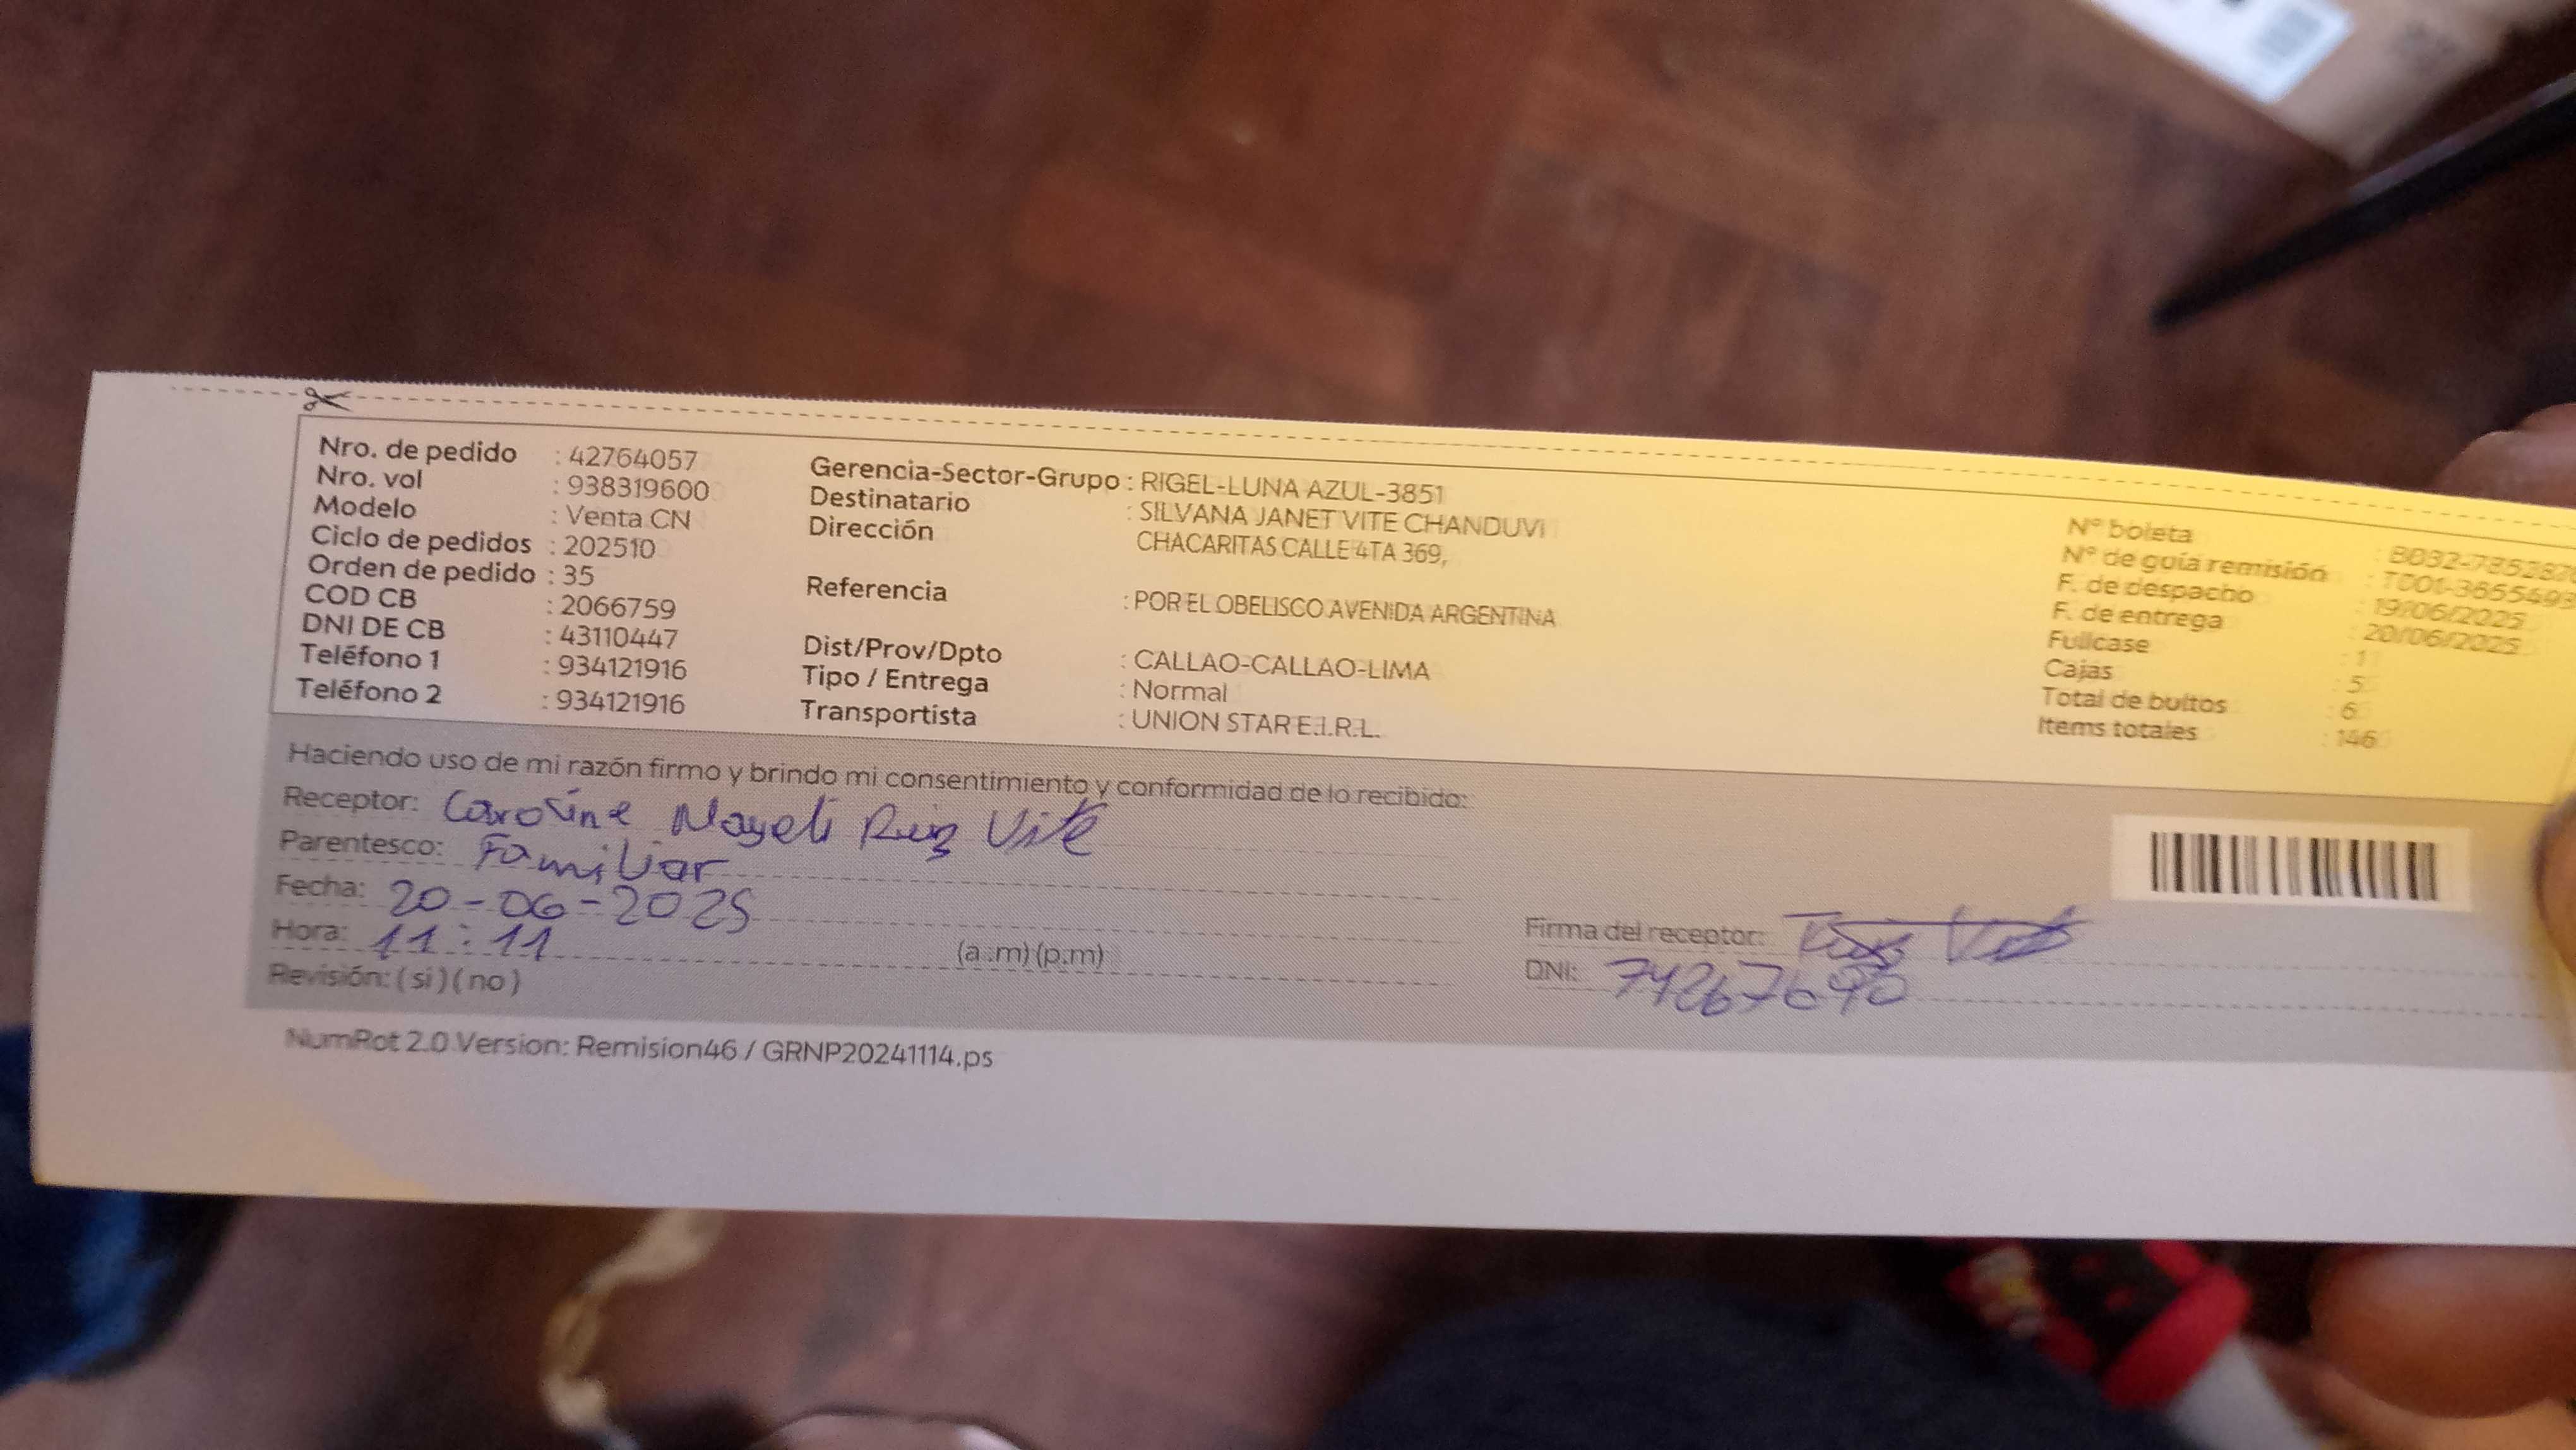 Nro. de pedido : 42764057
Nro. vol : 938319600
Modelo : Venta CN
Ciclo de pedidos : 202510
Orden de pedido : 35
COD CB : 2066759
DNI DE CB : 43110447
Teléfono 1 : 934121916
Teléfono 2 : 934121916
Gerencia-Sector-Grupo : RIGEL-LUNA AZUL-3851
Destinatario : SILVANA JANET VITE CHANDUVI
Dirección CHACARITAS CALLE 4TA 369,
Referencia : POR EL OBELISCO AVENIDA ARGENTINA
Dist/Prov/Dpto : CALLAO-CALLAO-LIMA
Tipo / Entrega : Normal
Transportista : UNION STAR E.I.R.L.
N° boleta
N° de guía remisión
F. de despacho : 19/06/2025
F. de entrega : 20/06/2025
Fullcase : 1
Cajas : 5
Total de bultos : 6
Items totales : 146
Haciendo uso de mi razón firmo y brindo mi consentimiento y conformidad de lo recibido:
Receptor: Caroline Nayeli Ruiz Vite
Parentesco: Familiar
Fecha: 20-06-2025
Hora: 11:11 (a.m) (p.m)
Revisión: (si) (no)
Firma del receptor: Ruiz Vite
DNI: 74267690
NumRot 2.0 Version: Remision46 / GRNP20241114.ps